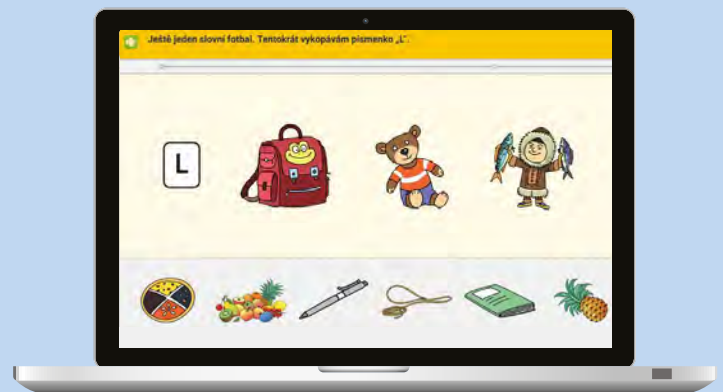 Ještě jeden slovní fotbal. Tentokrát vykopávám písmenko „L“.
L